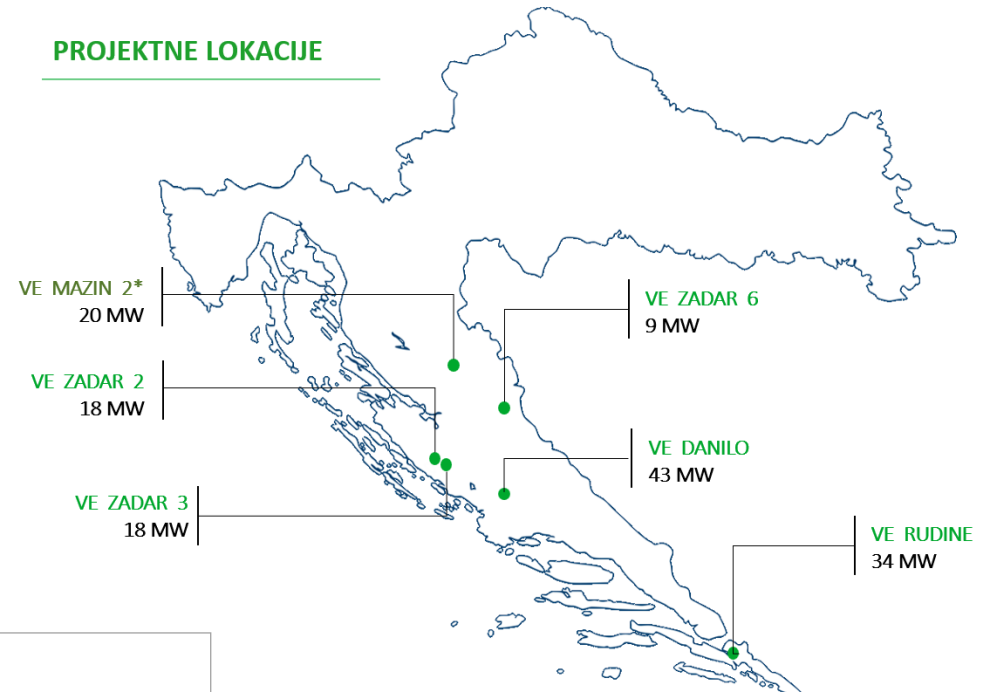 PROJEKTNE LOKACIJE
VE MAZIN 2*
20 MW
VE ZADAR 2
18 MW
VE ZADAR 3
18 MW
VE ZADAR 6
9 MW
VE DANILO
43 MW
VE RUDINE
34 MW